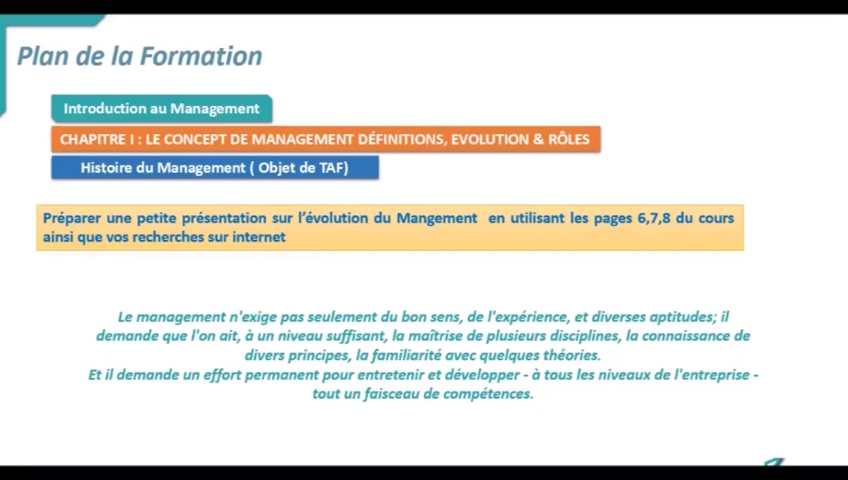 Plan de la Formation
Introduction au Management
CHAPITRE I : LE CONCEPT DE MANAGEMENT DÉFINITIONS, EVOLUTION & RÔLES
Histoire du Management ( Objet de TAF)
Préparer une petite présentation sur l'évolution du Mangement en utilisant les pages 6,7,8 du cours
ainsi que vos recherches sur internet
Le management n'exige pas seulement du bon sens, de l'expérience, et diverses aptitudes; il
demande que l'on ait, à un niveau suffisant, la maîtrise de plusieurs disciplines, la connaissance de
divers principes, la familiarité avec quelques théories.
Et il demande un effort permanent pour entretenir et développer - à tous les niveaux de l'entreprise -
tout un faisceau de compétences.